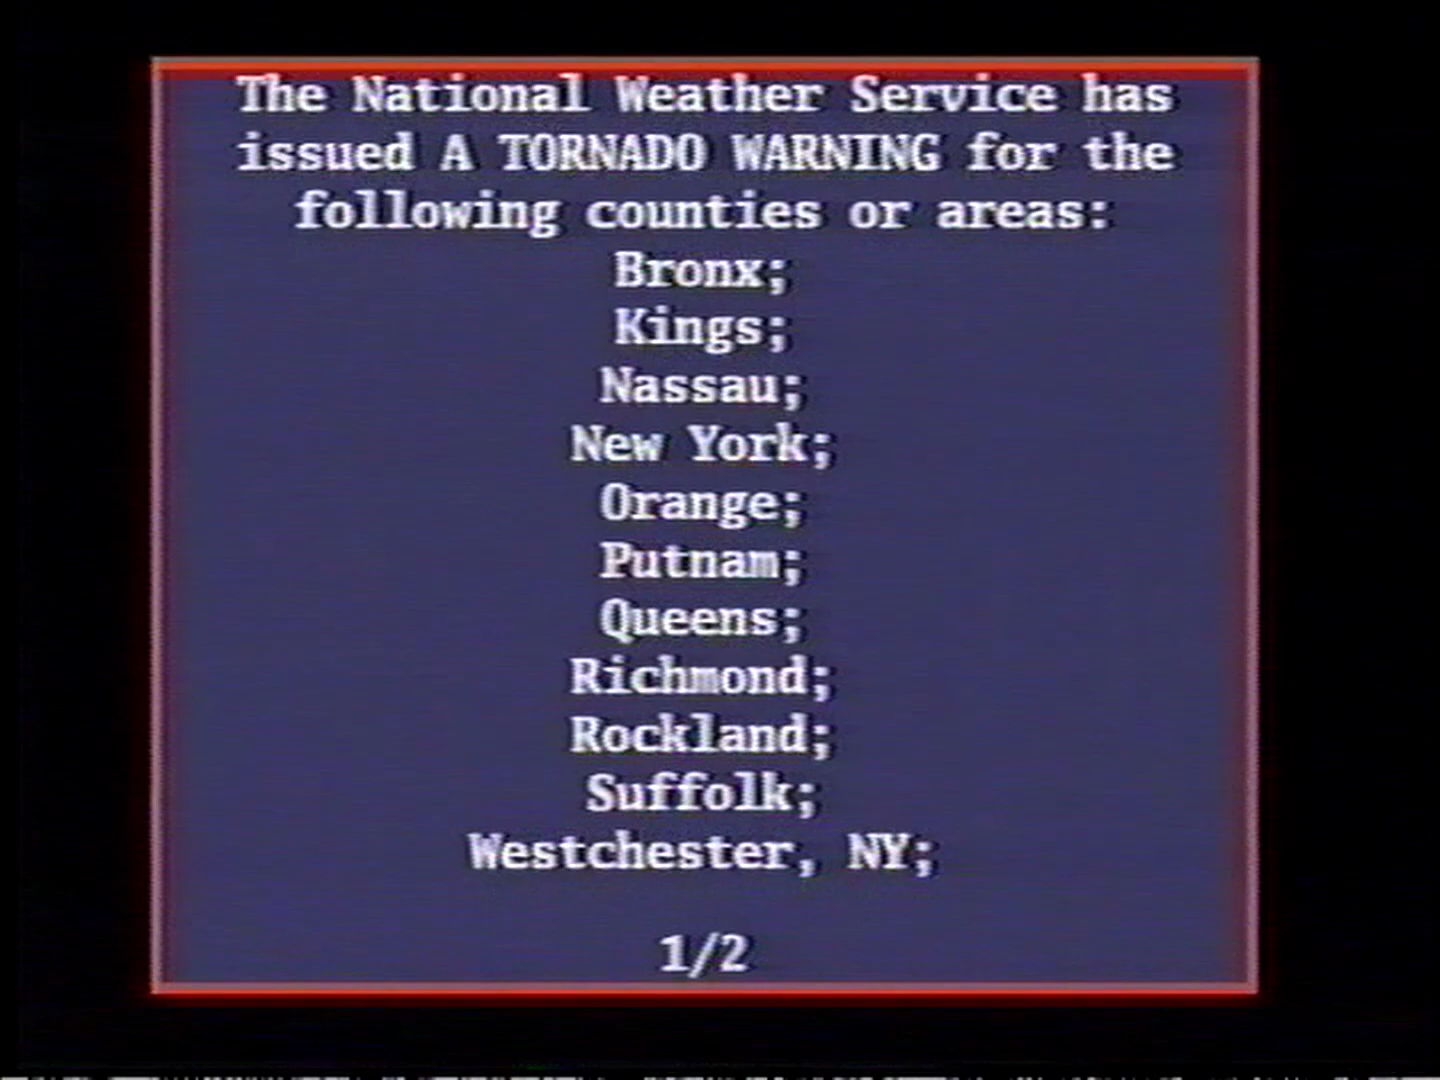 The National Weather Service has
issued A TORNADO WARNING for the
following counties or areas:
Bronx;
Kings;
Nassau;
New York;
Orange;
Putnam;
Queens;
Richmond;
Rockland;
Suffolk;
Westchester, NY;
1/2